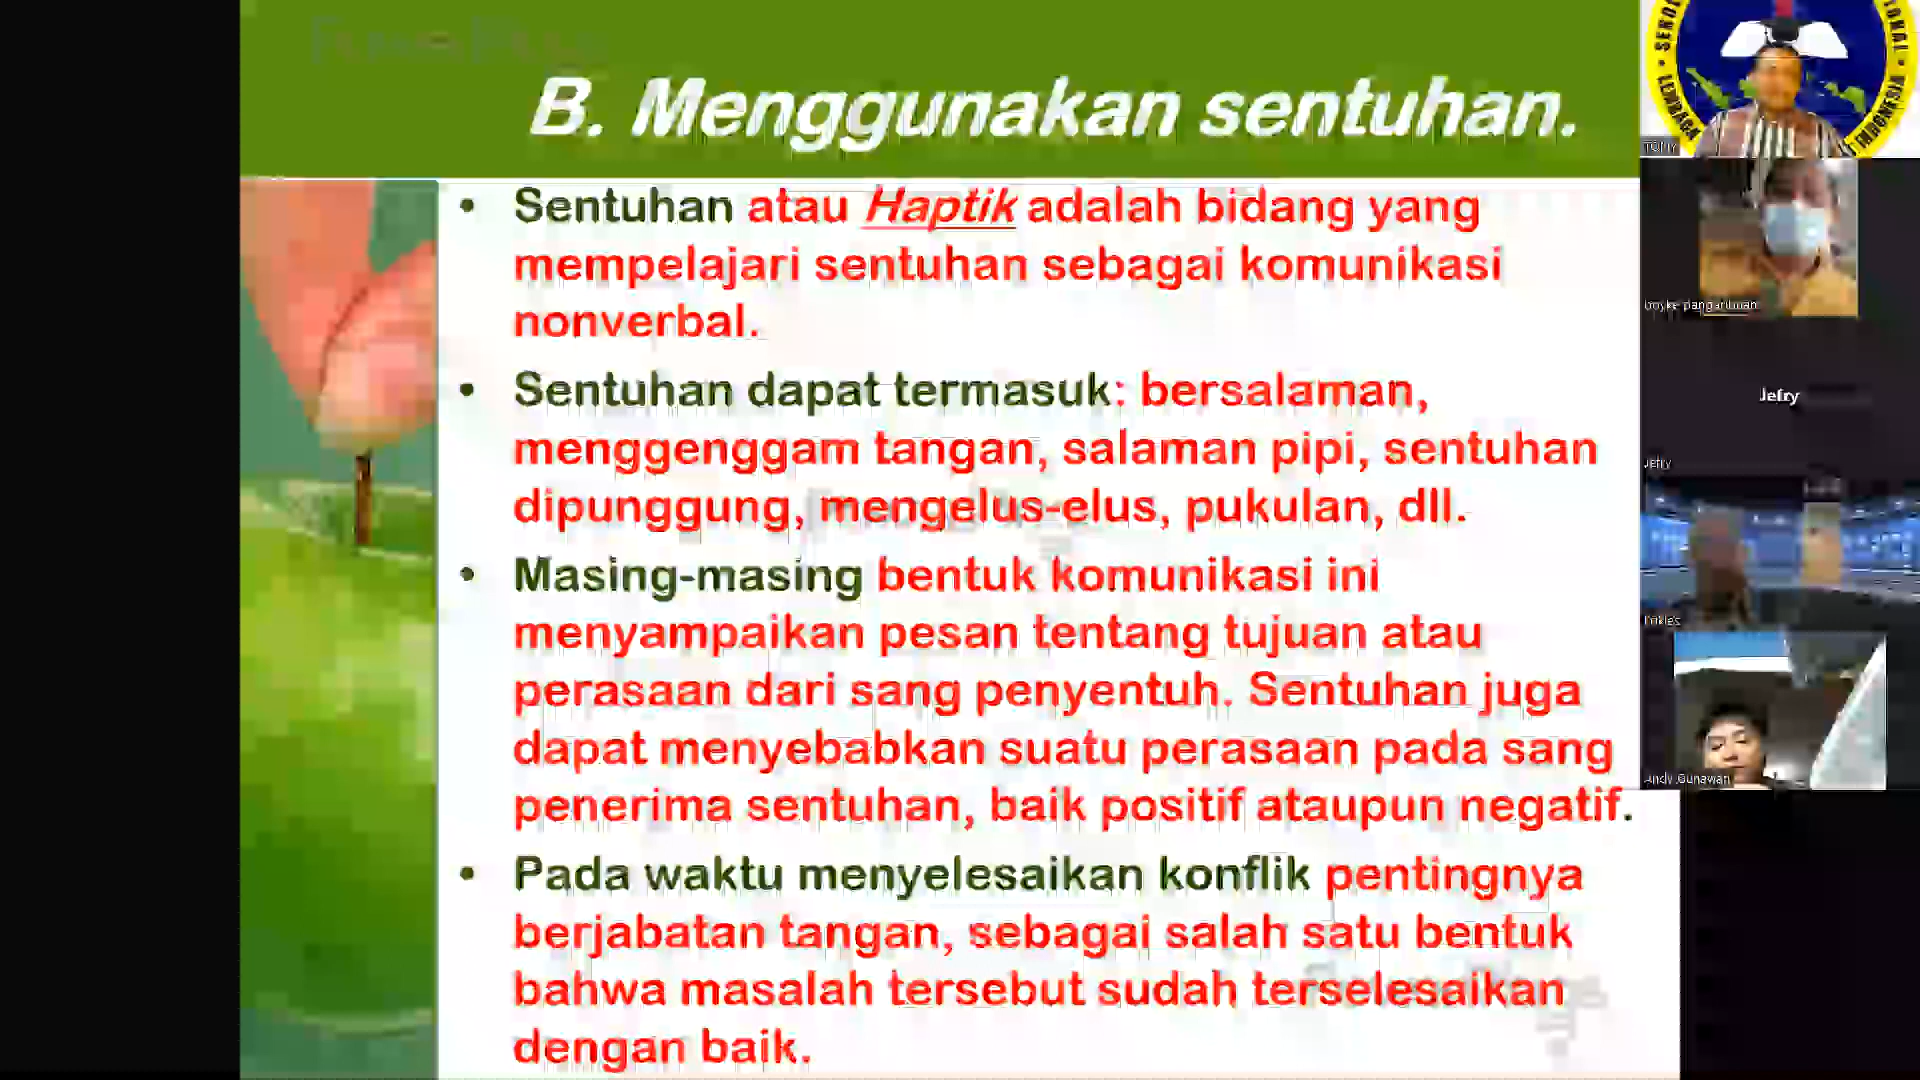 B. Menggunakan sentuhan.
• Sentuhan atau Haptik adalah bidang yang
mempelajari sentuhan sebagai komunikasi
nonverbal.
• Sentuhan dapat termasuk: bersalaman,
menggenggam tangan, salaman pipi, sentuhan
dipunggung, mengelus-elus, pukulan, dll.
• Masing-masing bentuk komunikasi ini
menyampaikan pesan tentang tujuan atau
perasaan dari sang penyentuh. Sentuhan juga
dapat menyebabkan suatu perasaan pada sang
penerima sentuhan, baik positif ataupun negatif.
• Pada waktu menyelesaikan konflik pentingnya
berjabatan tangan, sebagai salah satu bentuk
bahwa masalah tersebut sudah terselesaikan
dengan baik.
LEMBAGA
INDONESIA
TOMY
Jefry
Jefry
Andy Gunawan